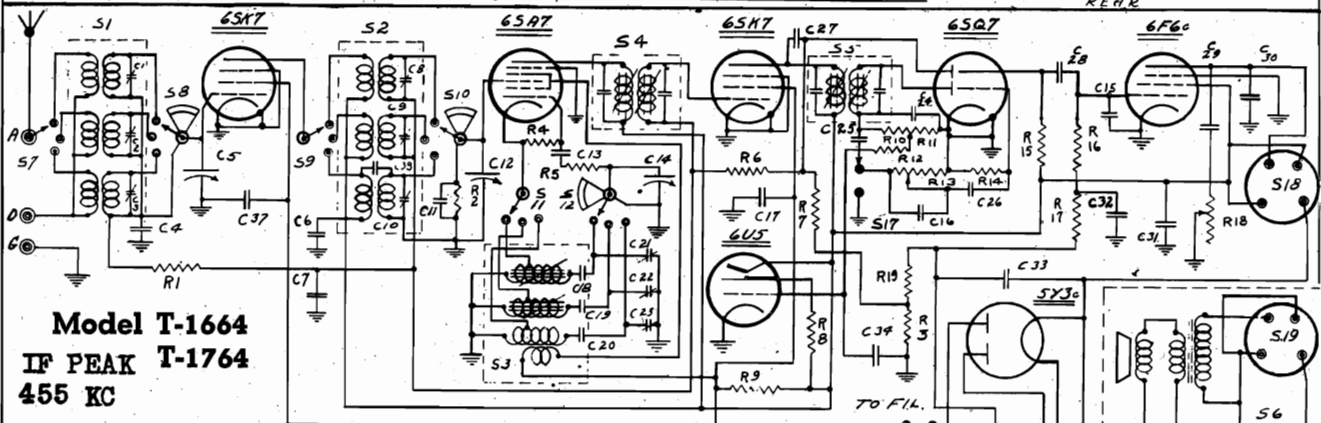 REAR
S1
6SK7
S2
6SA7
S4
6SK7
C27
S5
6SQ7
C28
6F6G
C29
C30
C1
S8
C8
S10
C9
C15
C24
C25
A
S7
C5
S9
C39
C12
R4
R5
C13
C14
R6
R10
R11
R12
R13
R14
R15
R16
S18
D
C37
C4
C6
C10
C11
R2
S11
S12
C17
R7
C16
C26
S17
R17
C32
C31
R18
G
R1
C7
C21
C22
C23
C18
C19
C20
S3
6U5
R8
R9
C34
R19
R3
C33
5Y3G
S19
S6
TO FIL.
Model T-1664
IF PEAK T-1764
455 KC